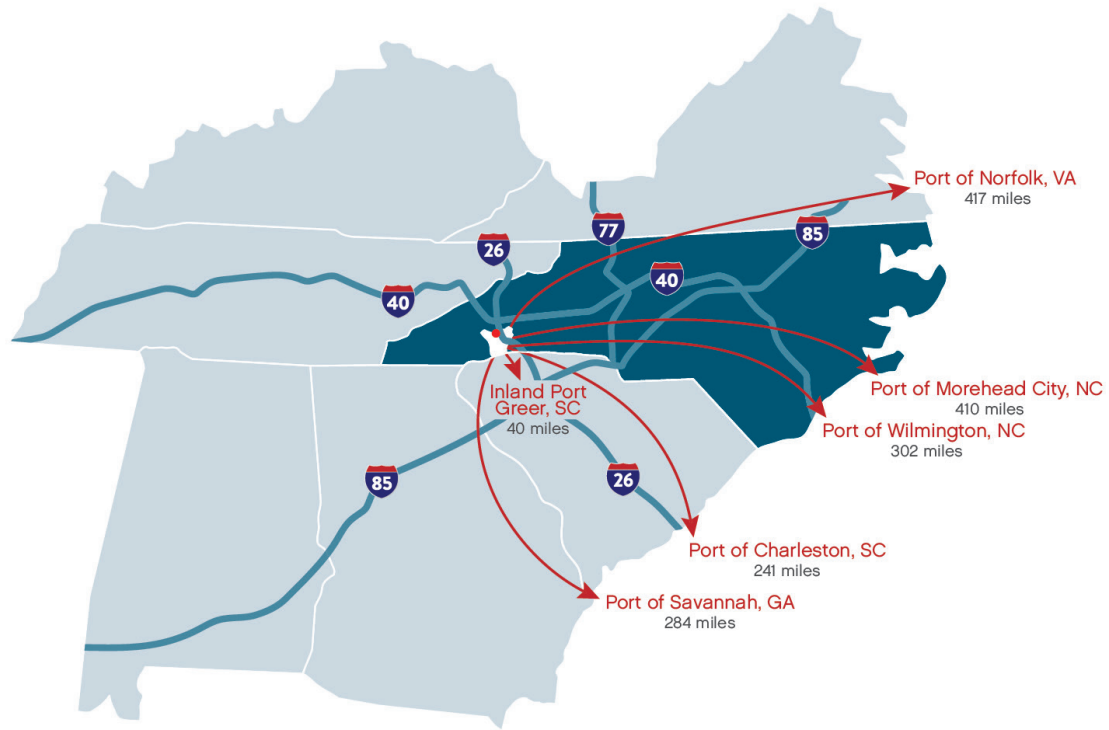 Port of Norfolk, VA
417 miles
77
85
26
40
40
Port of Morehead City, NC
410 miles
Inland Port
Greer, SC
40 miles
Port of Wilmington, NC
302 miles
85
26
Port of Charleston, SC
241 miles
Port of Savannah, GA
284 miles